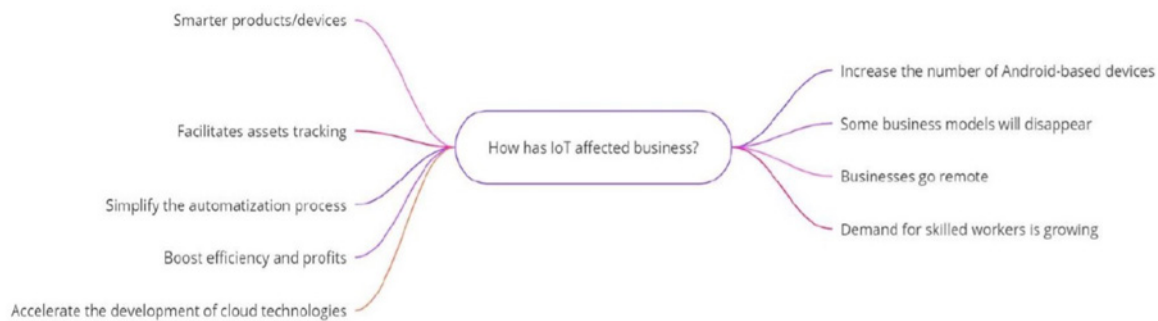 Smarter products/devices
Facilitates assets tracking
Simplify the automatization process
Boost efficiency and profits
Accelerate the development of cloud technologies
How has IoT affected business?
Increase the number of Android-based devices
Some business models will disappear
Businesses go remote
Demand for skilled workers is growing